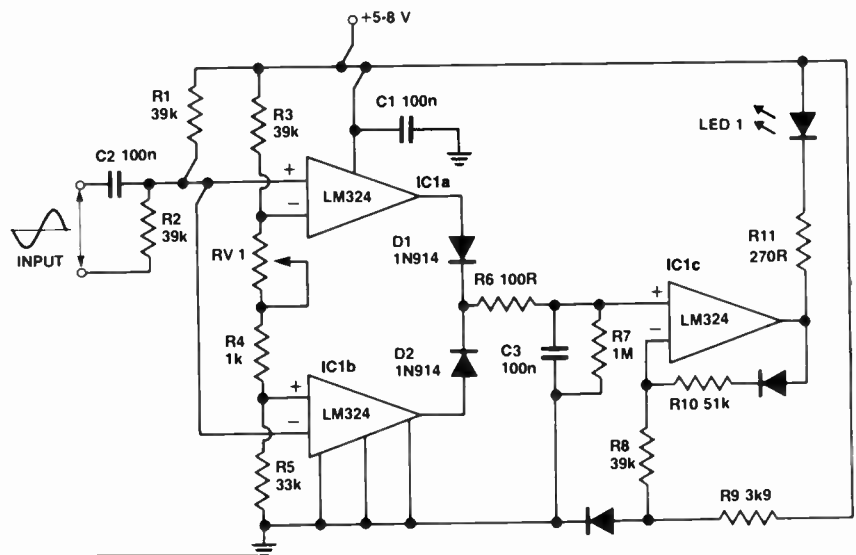 +5-8 V
R1
39k
R3
39k
C1 100n
LED 1
C2 100n
+
−
LM324
IC1a
R2
39k
INPUT
RV 1
D1
1N914
R6 100R
IC1c
R11
270R
+
−
LM324
R4
1k
IC1b
D2
1N914
C3
100n
R7
1M
+
−
LM324
R10 51k
R8
39k
R5
33k
R9 3k9